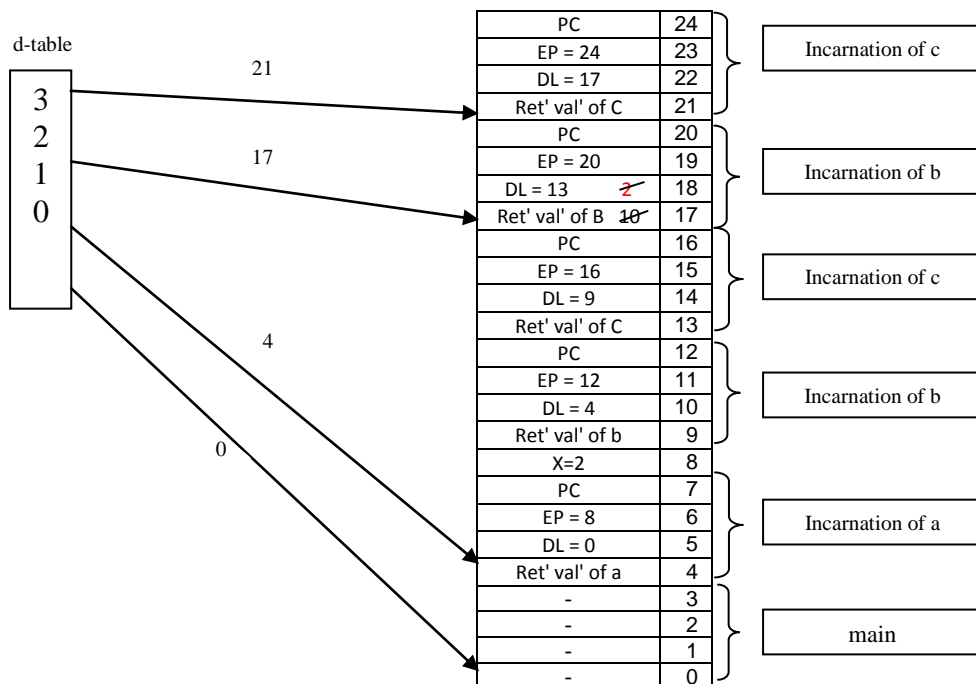 d-table
3
2
1
0
21
17
4
0
PC 24
EP = 24 23
DL = 17 22
Ret' val' of C 21
PC 20
EP = 20 19
DL = 13 2 18
Ret' val' of B 10 17
PC 16
EP = 16 15
DL = 9 14
Ret' val' of C 13
PC 12
EP = 12 11
DL = 4 10
Ret' val' of b 9
X=2 8
PC 7
EP = 8 6
DL = 0 5
Ret' val' of a 4
- 3
- 2
- 1
- 0
Incarnation of c
Incarnation of b
Incarnation of c
Incarnation of b
Incarnation of a
main